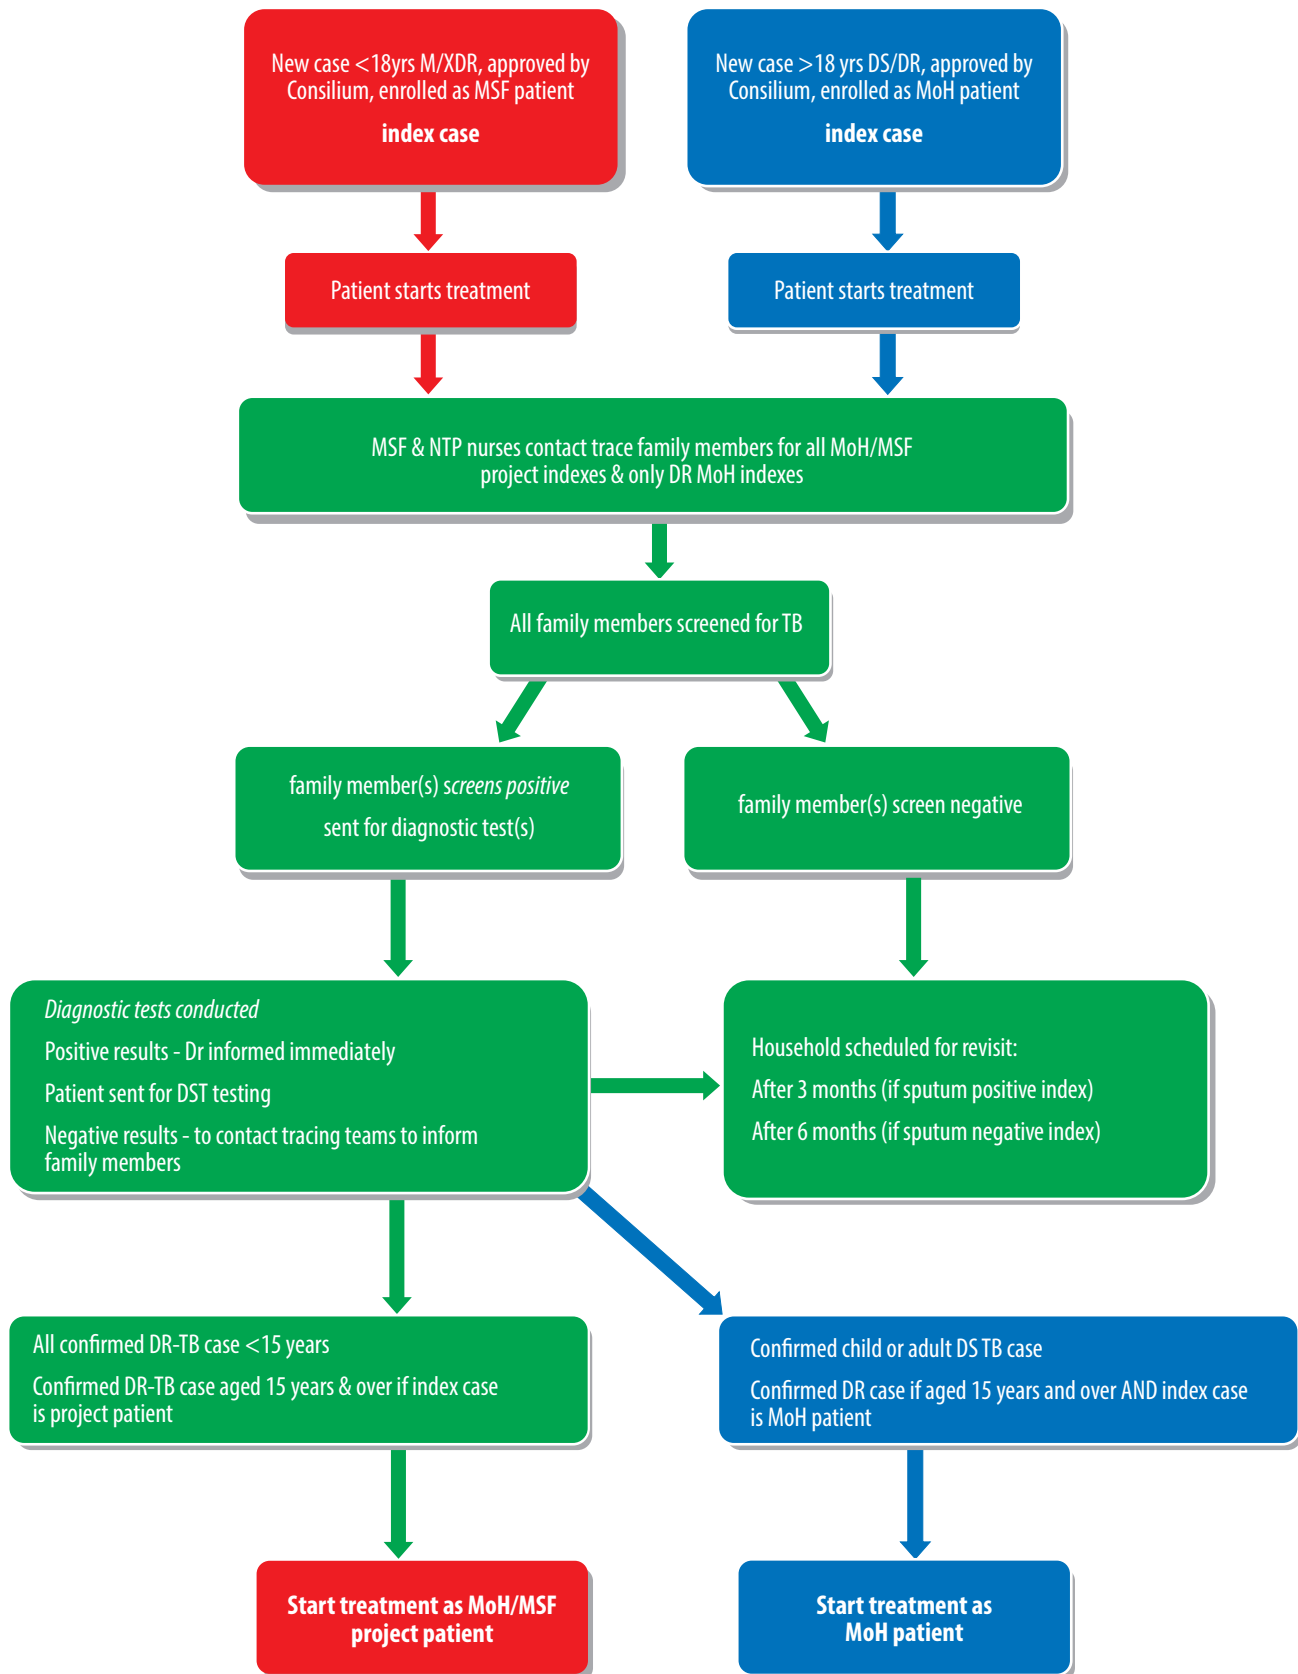 New case <18yrs M/XDR, approved by
Consilium, enrolled as MSF patient
index case
New case >18 yrs DS/DR, approved by
Consilium, enrolled as MoH patient
index case
Patient starts treatment
Patient starts treatment
MSF & NTP nurses contact trace family members for all MoH/MSF
project indexes & only DR MoH indexes
All family members screened for TB
family member(s) screens positive
sent for diagnostic test(s)
family member(s) screen negative
Diagnostic tests conducted
Positive results - Dr informed immediately
Patient sent for DST testing
Negative results - to contact tracing teams to inform
family members
Household scheduled for revisit:
After 3 months (if sputum positive index)
After 6 months (if sputum negative index)
All confirmed DR-TB case <15 years
Confirmed DR-TB case aged 15 years & over if index case
is project patient
Confirmed child or adult DS TB case
Confirmed DR case if aged 15 years and over AND index case
is MoH patient
Start treatment as MoH/MSF
project patient
Start treatment as
MoH patient